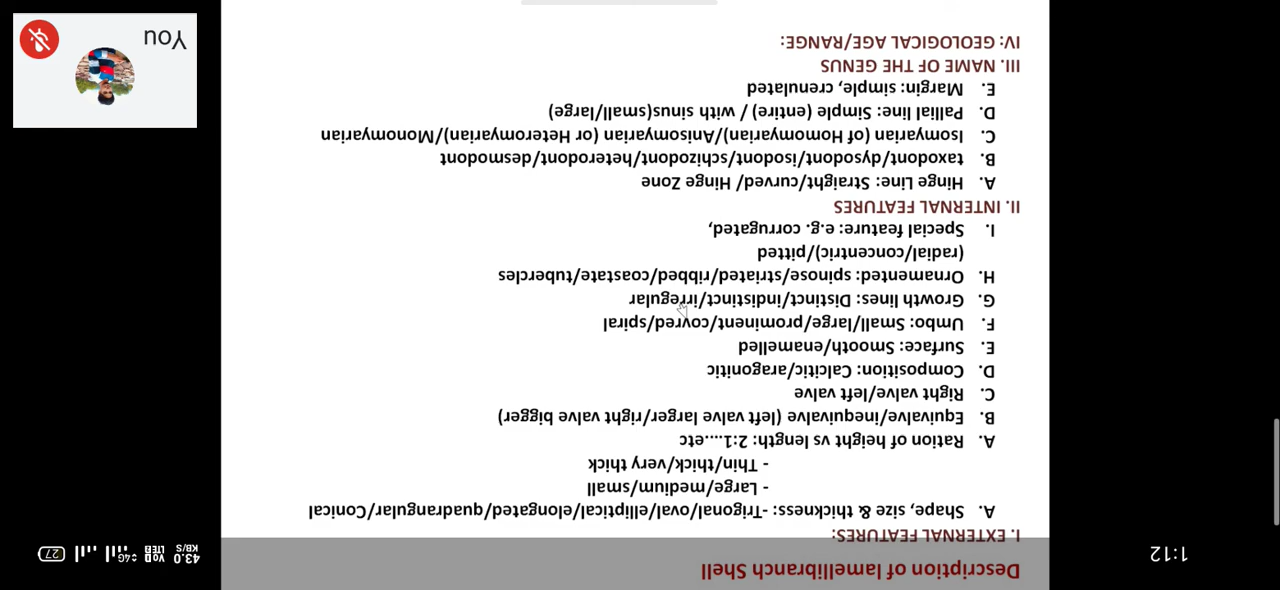 Description of lamellibranch Shell
I. EXTERNAL FEATURES:
A. Shape, size & thickness: -Trigonal/oval/elliptical/elongated/quadrangular/Conical
- Large/medium/small
- Thin/thick/very thick
A. Ration of height vs length: 2:1....etc
B. Equivalve/inequivalve (left valve larger/right valve bigger)
C. Right valve/left valve
D. Composition: Calcitic/aragonitic
E. Surface: Smooth/enamelled
F. Umbo: Small/large/prominent/covred/spiral
G. Growth lines: Distinct/indistinct/irregular
H. Ornamented: spinose/striated/ribbed/coastate/tubercles
(radial/concentric)/pitted
I. Special feature: e.g. corrugated,
II. INTERNAL FEATURES
A. Hinge Line: Straight/curved/ Hinge Zone
B. taxodont/dysodont/isodont/schizodont/heterodont/desmodont
C. Isomyarian (of Homomyarian)/Anisomyarian (or Heteromyarian)/Monomyarian
D. Pallial line: Simple (entire) / with sinus(small/large)
E. Margin: simple, crenulated
III. NAME OF THE GENUS
IV: GEOLOGICAL AGE/RANGE:
1:12
43.0 KB/S Vo LTE 4G 27
You